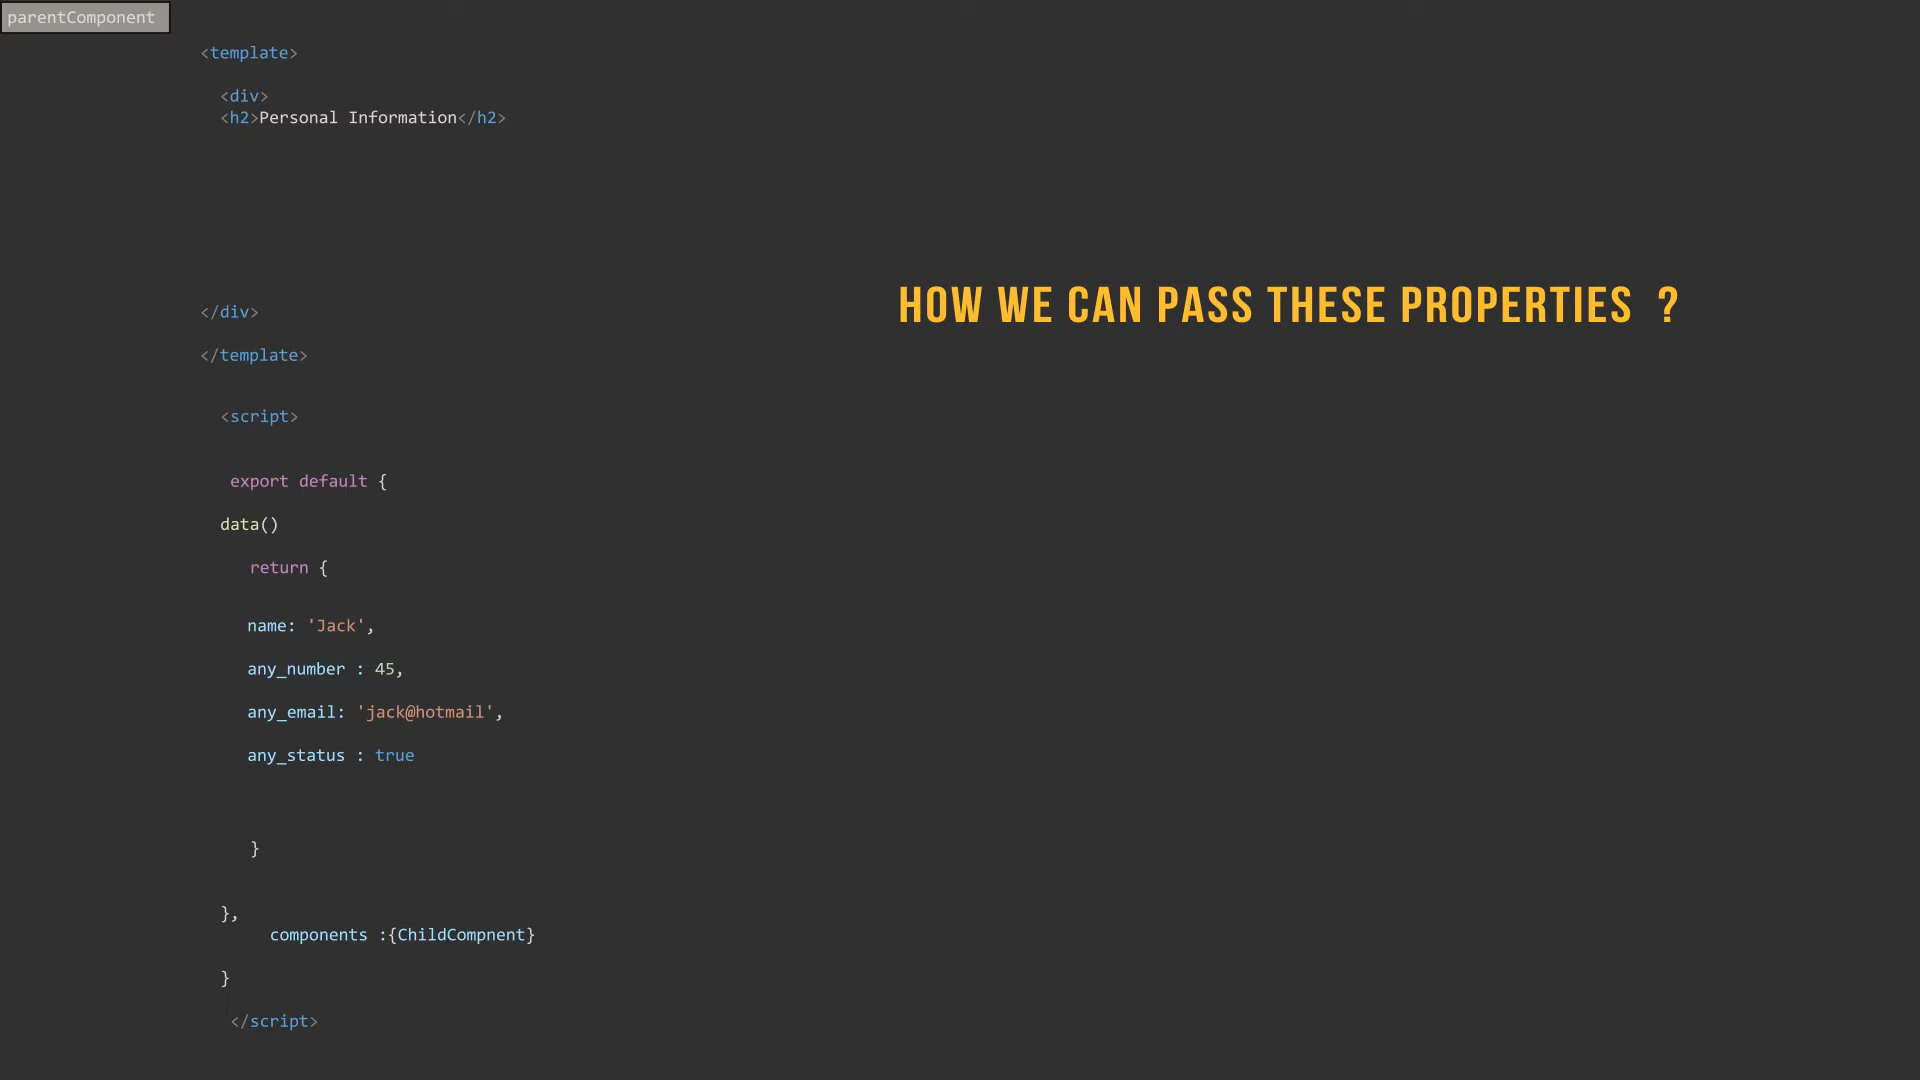 parentComponent
<template>
<div>
<h2>Personal Information</h2>
</div>
HOW WE CAN PASS THESE PROPERTIES ?
</template>
<script>
export default {
data()
return {
name: 'Jack',
any_number : 45,
any_email: 'jack@hotmail',
any_status : true
}
},
components :{ChildCompnent}
}
</script>